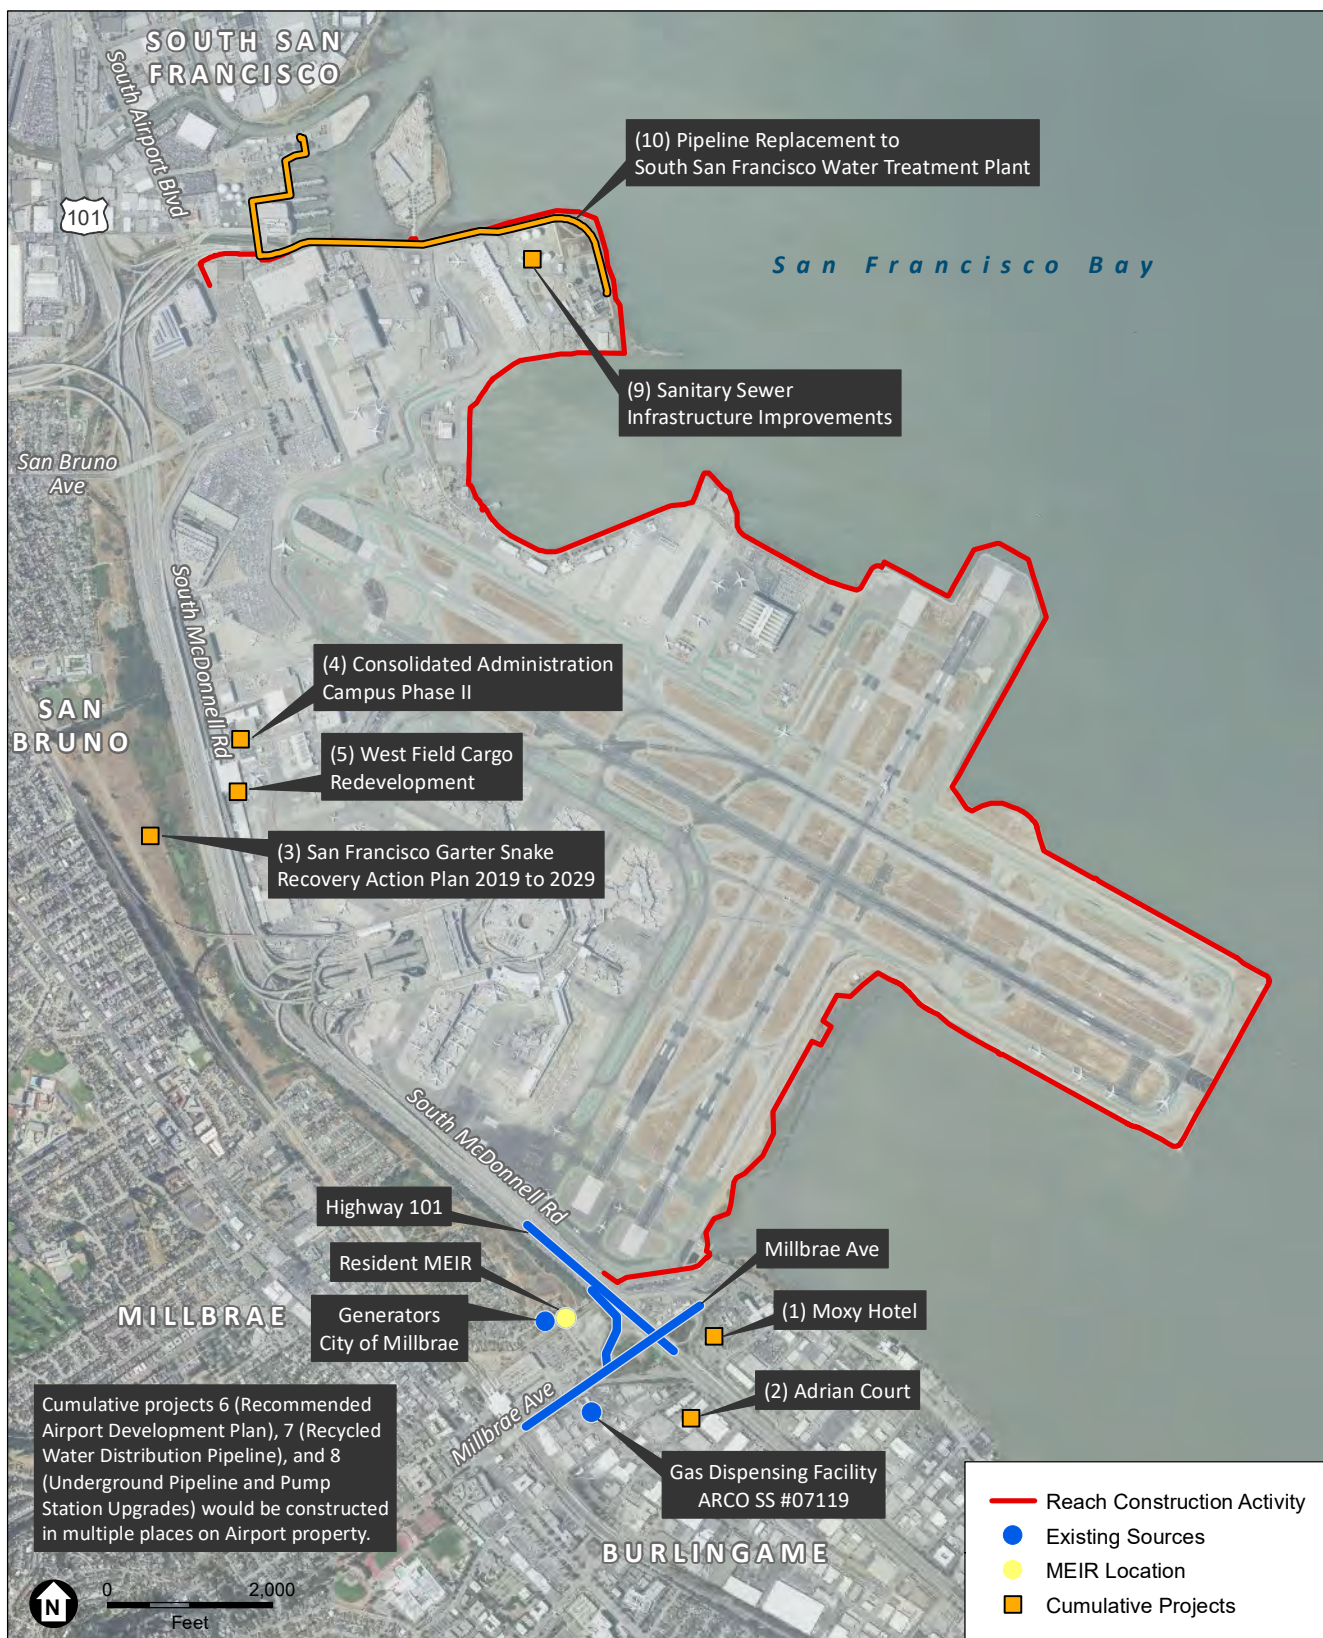 SOUTH SAN
FRANCISCO
South Airport Blvd
101
(10) Pipeline Replacement to
South San Francisco Water Treatment Plant
San Francisco Bay
(9) Sanitary Sewer
Infrastructure Improvements
San Bruno
Ave
South McDonnell Rd
(4) Consolidated Administration
Campus Phase II
SAN
BRUNO
(5) West Field Cargo
Redevelopment
(3) San Francisco Garter Snake
Recovery Action Plan 2019 to 2029
South McDonnell Rd
Highway 101
Millbrae Ave
Resident MEIR
(1) Moxy Hotel
MILLBRAE
Generators
City of Millbrae
(2) Adrian Court
Millbrae Ave
Cumulative projects 6 (Recommended
Airport Development Plan), 7 (Recycled
Water Distribution Pipeline), and 8
(Underground Pipeline and Pump
Station Upgrades) would be constructed
in multiple places on Airport property.
Gas Dispensing Facility
ARCO SS #07119
BURLINGAME
N
0 2,000
Feet
Reach Construction Activity
Existing Sources
MEIR Location
Cumulative Projects